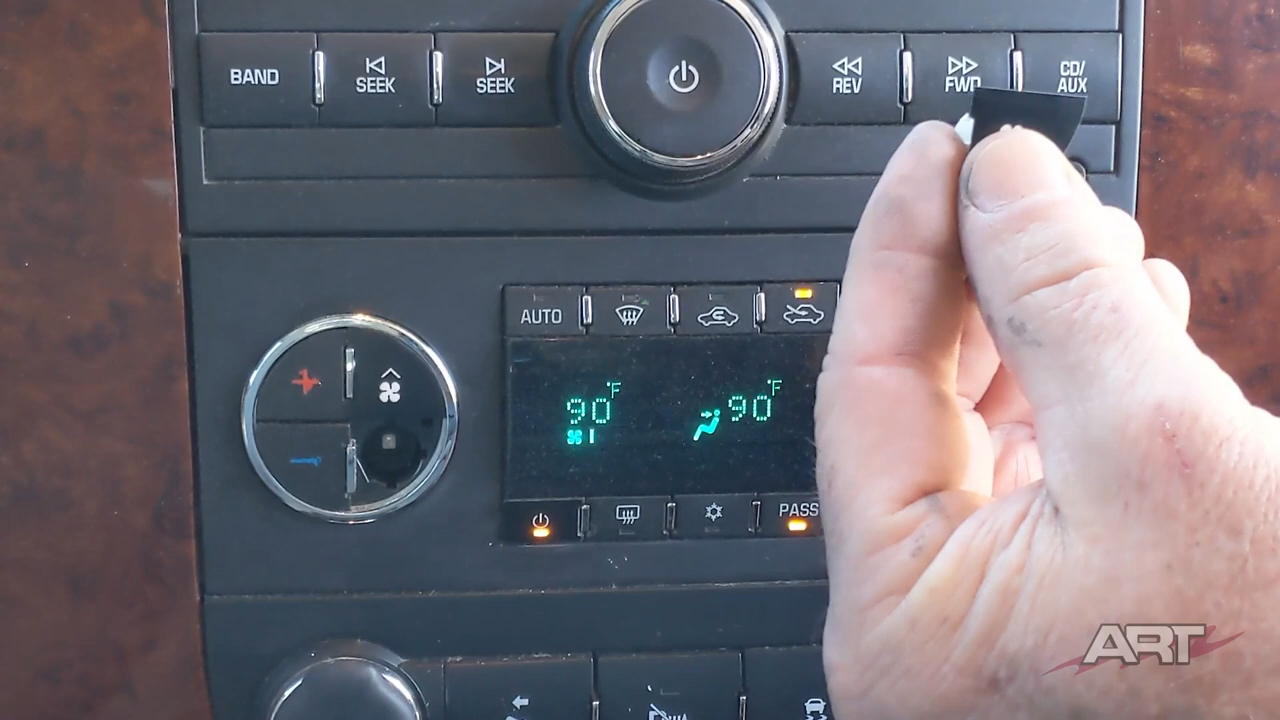 BAND
SEEK
SEEK
REV
FWD
CD/
AUX
AUTO
90°F
90°F
PASS
ART